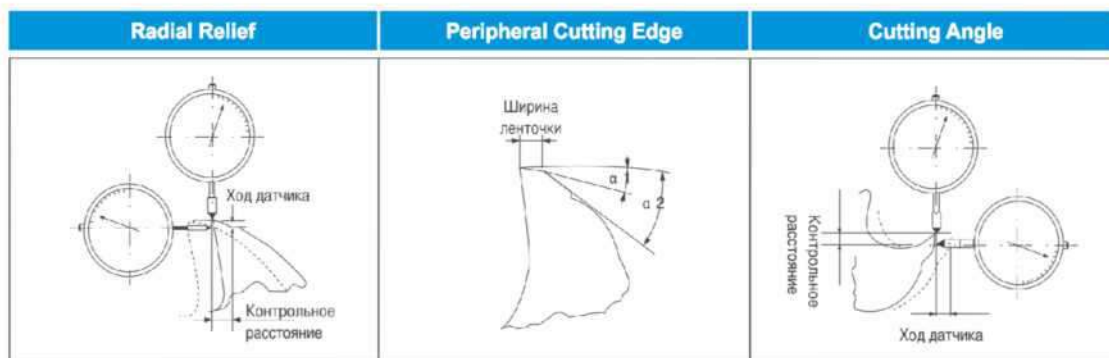 Radial Relief
Peripheral Cutting Edge
Cutting Angle
Ход датчика
Контрольное
расстояние
Ширина
ленточки
α 1
α 2
Контрольное
расстояние
Ход датчика